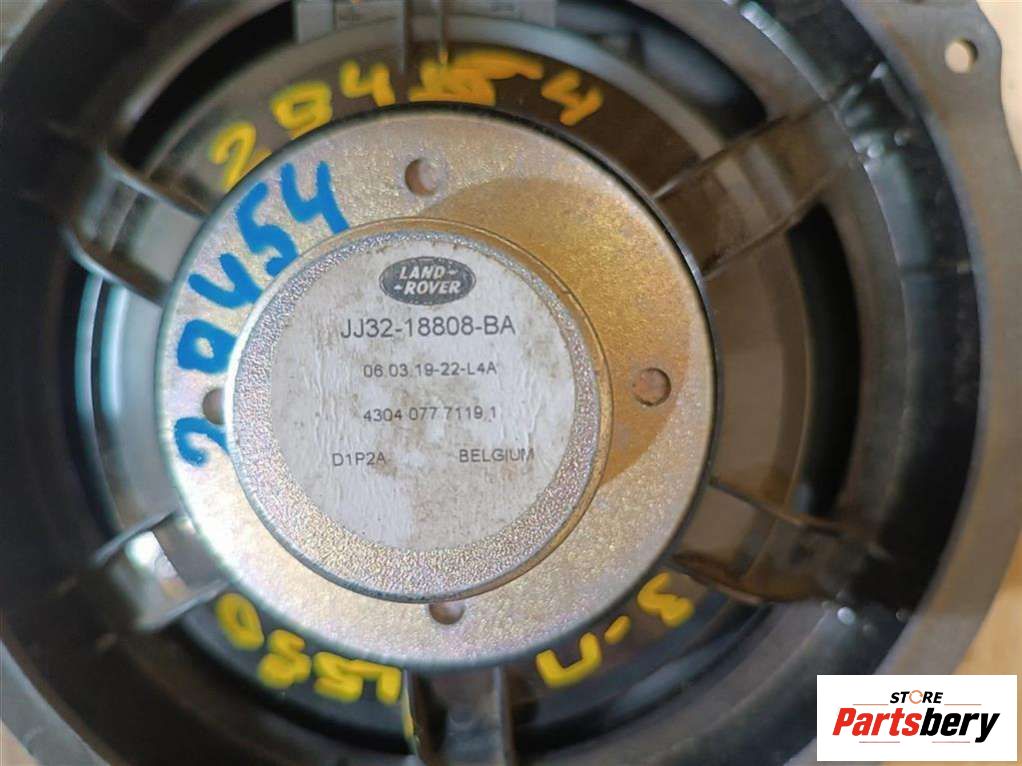 29454
20454
LAND-
-ROVER
JJ32-18808-BA
06.03.19-22-L4A
4304 077 7119 1
D1P2A BELGIUM
З-П
STORE
Partsbery